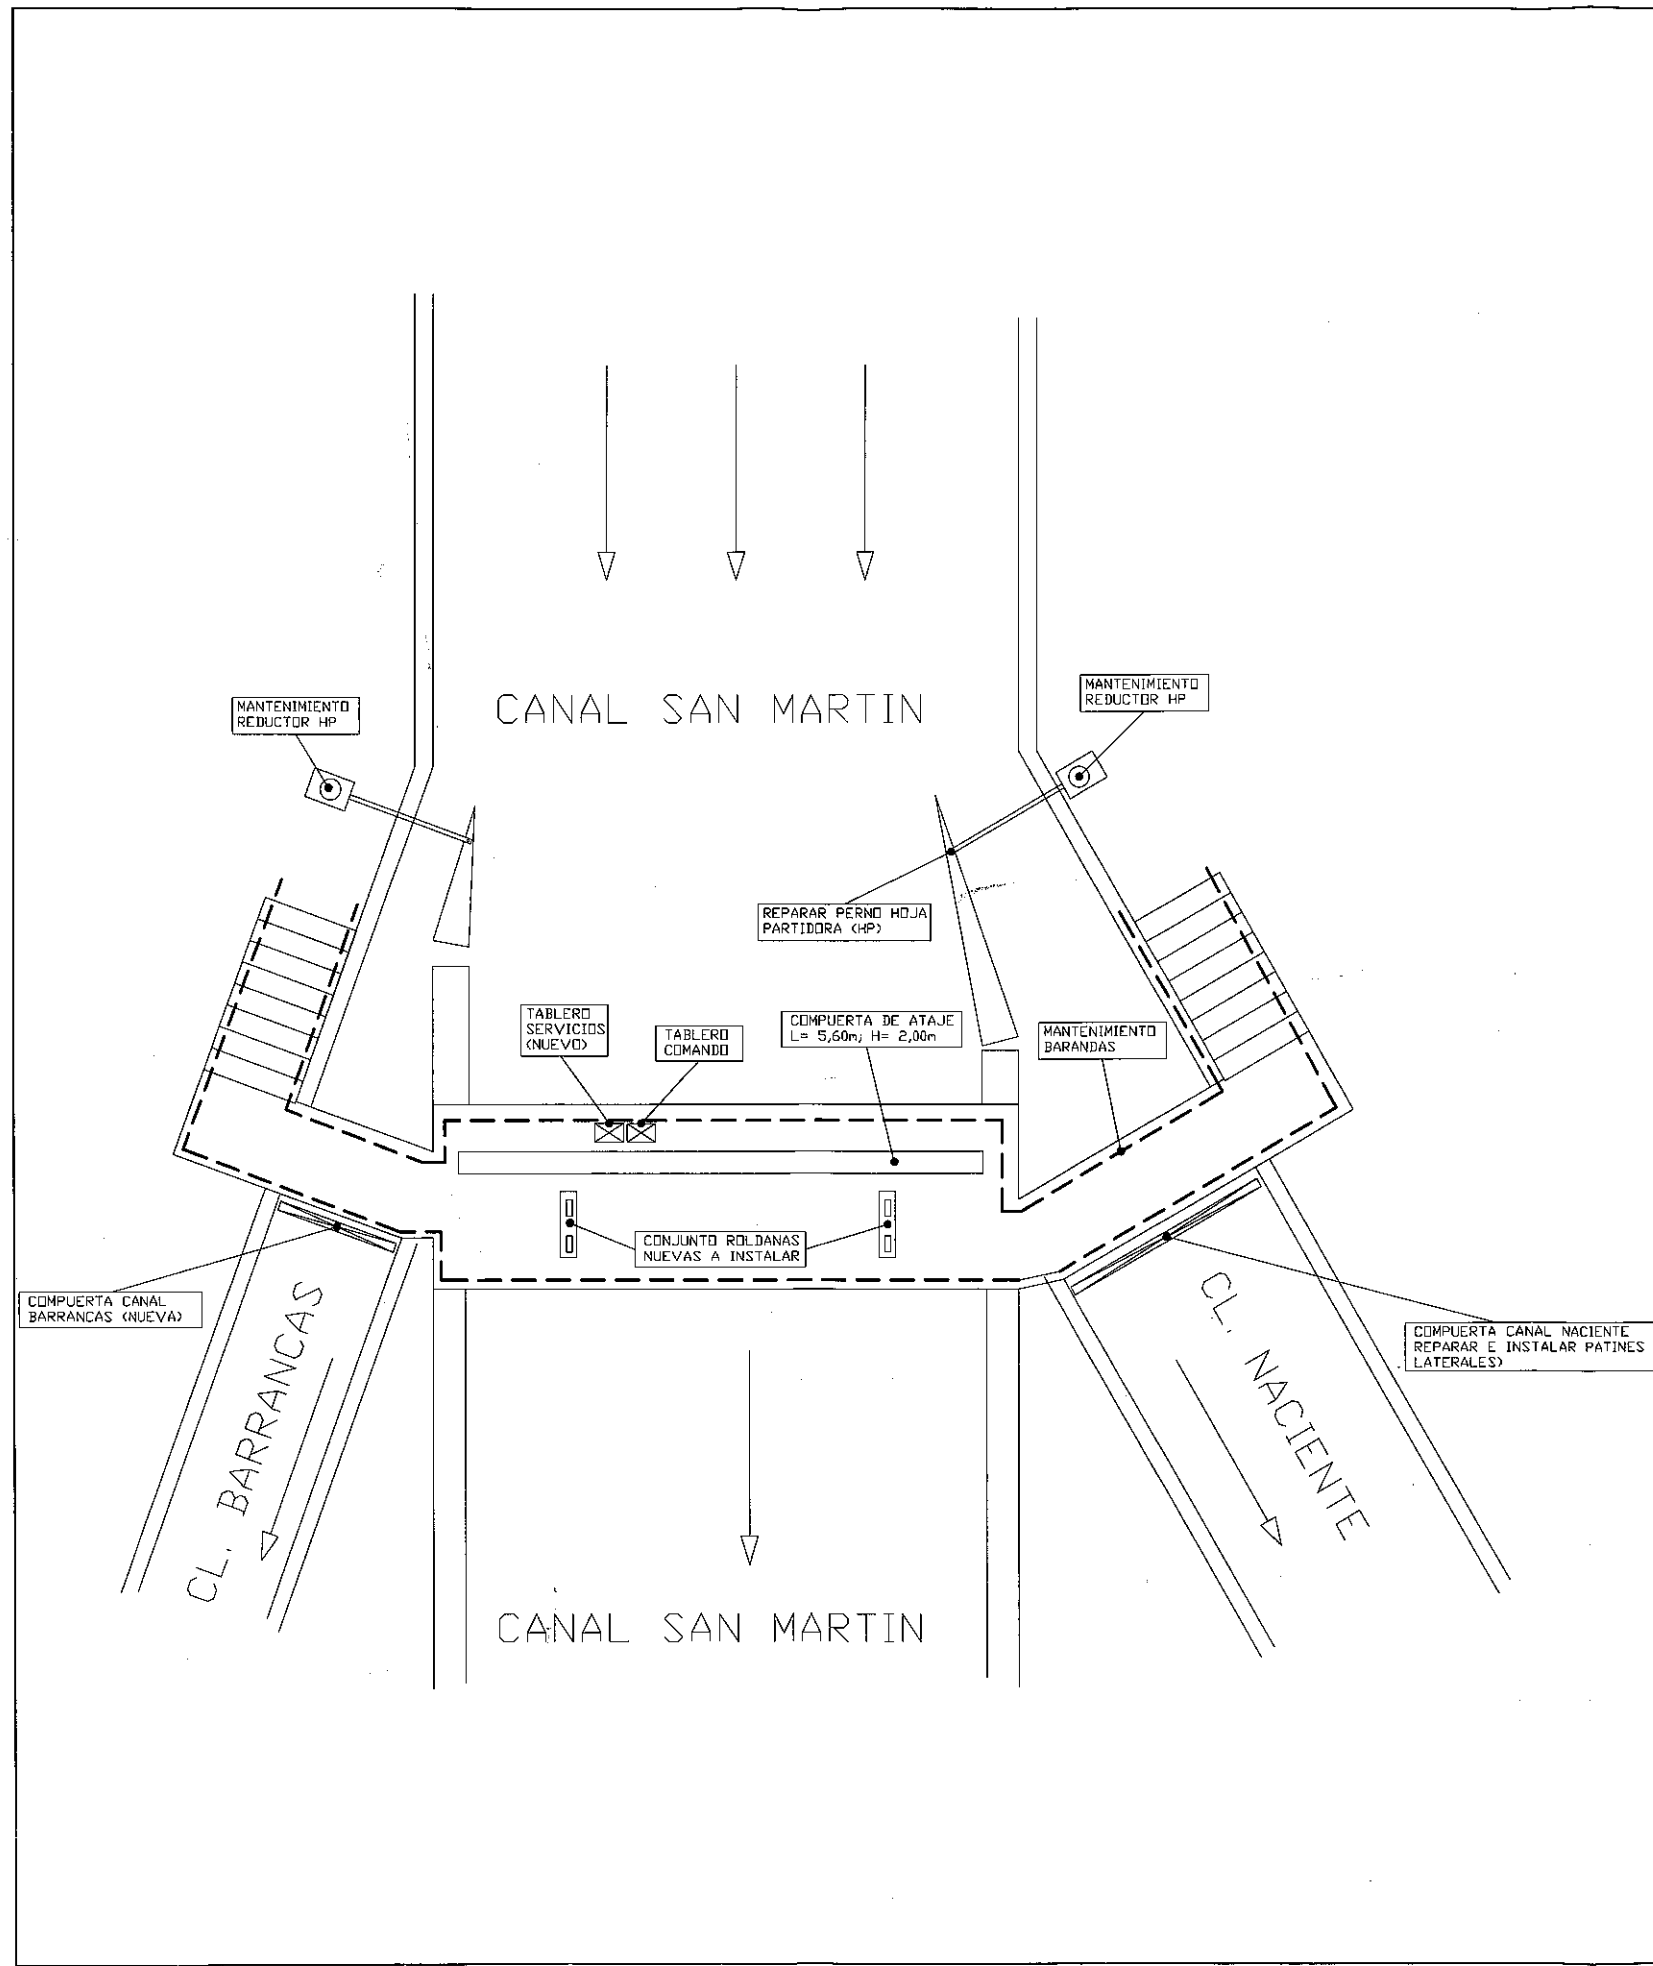 MANTENIMIENTO
REDUCTOR HP
CANAL SAN MARTIN
MANTENIMIENTO
REDUCTOR HP
REPARAR PERNO HOJA
PARTIDORA (HP)
TABLERO
SERVICIOS
(NUEVO)
TABLERO
COMANDO
COMPUERTA DE ATAJE
L= 5,60m; H= 2,00m
MANTENIMIENTO
BARANDAS
CONJUNTO ROLDANAS
NUEVAS A INSTALAR
COMPUERTA CANAL
BARRANCAS (NUEVA)
COMPUERTA CANAL NACIENTE
REPARAR E INSTALAR PATINES
LATERALES)
CL. BARRANCAS
CL. NACIENTE
CANAL SAN MARTIN